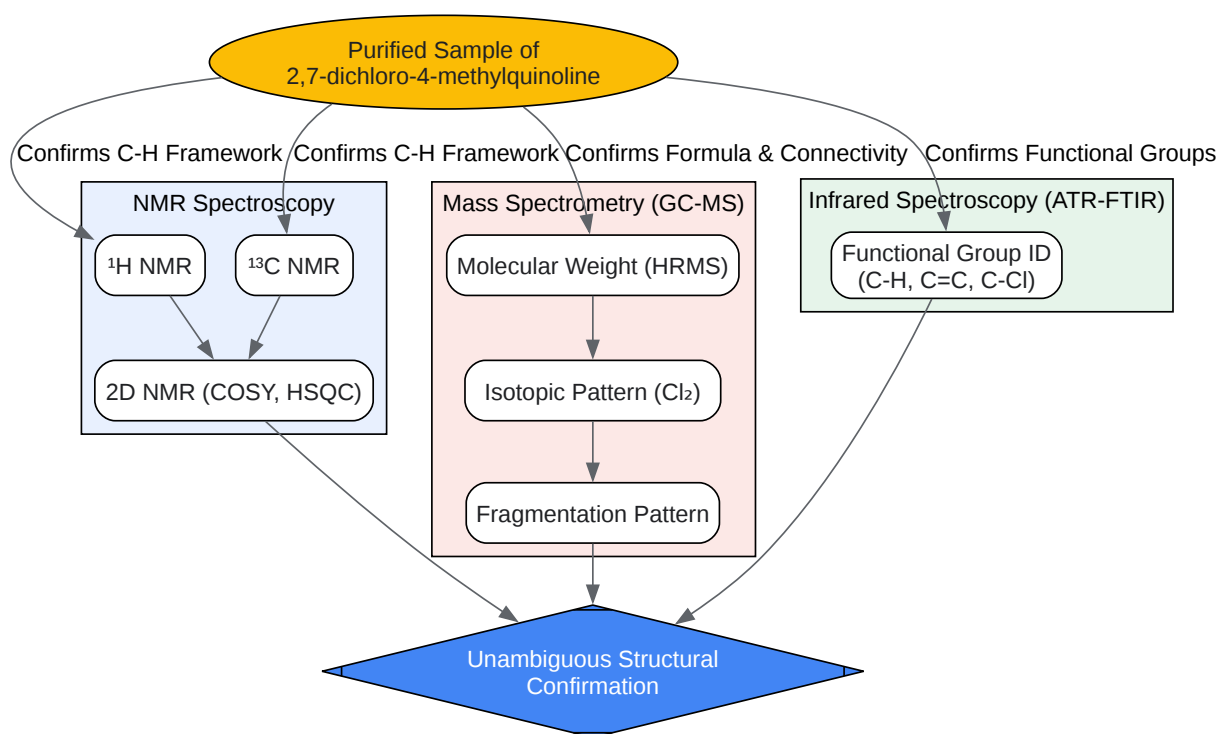 Purified Sample of
2,7-dichloro-4-methylquinoline
Confirms C-H Framework
Confirms C-H Framework
Confirms Formula & Connectivity
Confirms Functional Groups
NMR Spectroscopy
Mass Spectrometry (GC-MS)
Infrared Spectroscopy (ATR-FTIR)
¹H NMR
¹³C NMR
Molecular Weight (HRMS)
Functional Group ID
(C-H, C=C, C-Cl)
2D NMR (COSY, HSQC)
Isotopic Pattern (Cl₂)
Fragmentation Pattern
Unambiguous Structural
Confirmation